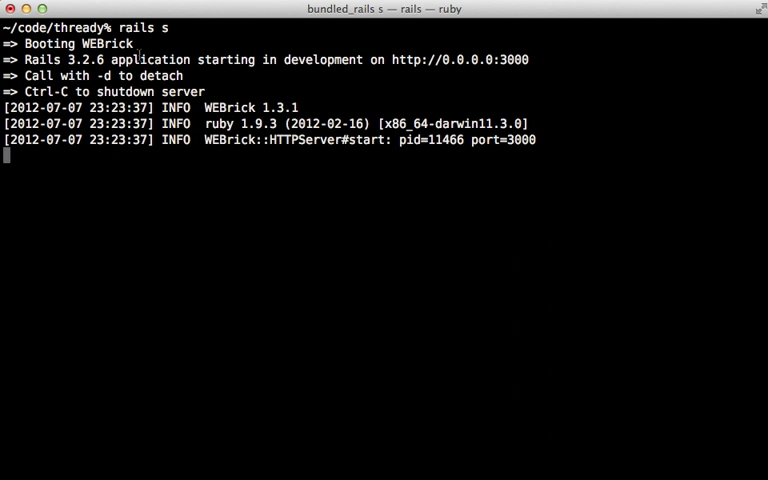 bundled_rails s — rails — ruby
~/code/thready% rails s
=> Booting WEBrick
=> Rails 3.2.6 application starting in development on http://0.0.0.0:3000
=> Call with -d to detach
=> Ctrl-C to shutdown server
[2012-07-07 23:23:37] INFO  WEBrick 1.3.1
[2012-07-07 23:23:37] INFO  ruby 1.9.3 (2012-02-16) [x86_64-darwin11.3.0]
[2012-07-07 23:23:37] INFO  WEBrick::HTTPServer#start: pid=11466 port=3000